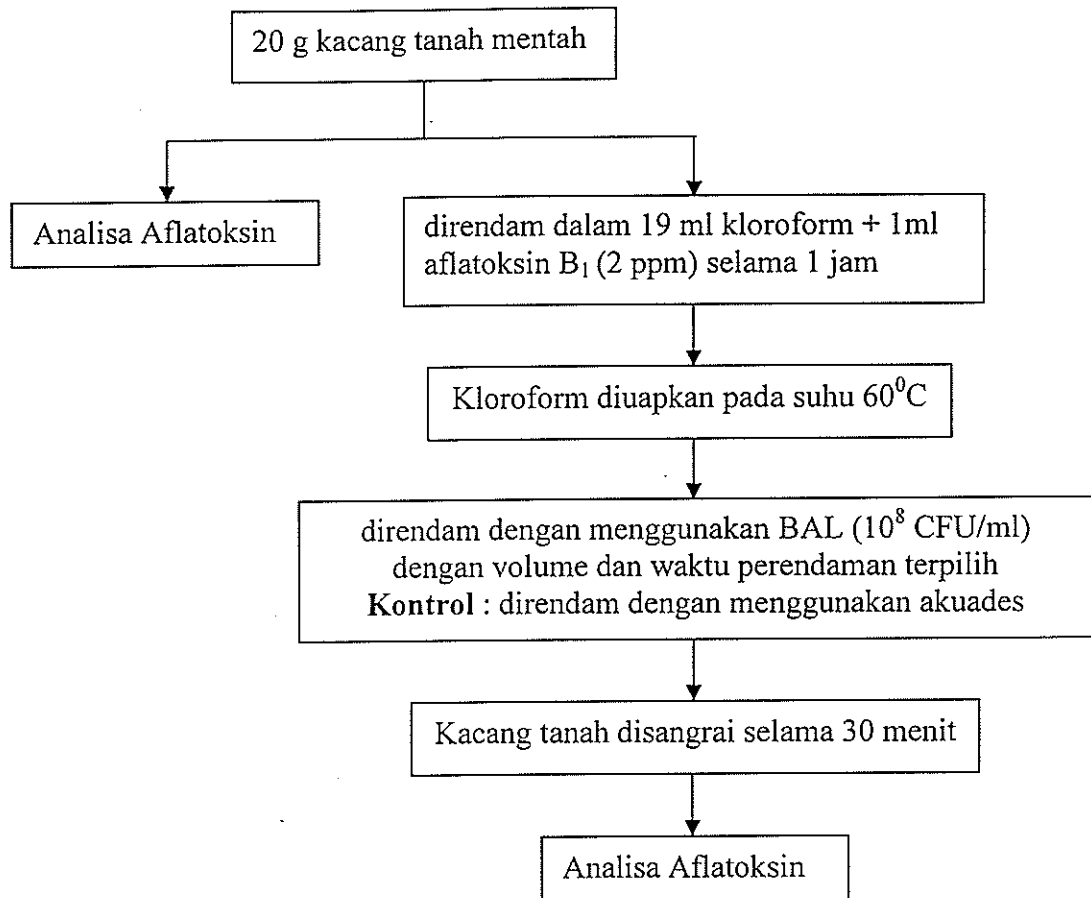 20 g kacang tanah mentah
Analisa Aflatoksin
direndam dalam 19 ml kloroform + 1ml
aflatoksin B₁ (2 ppm) selama 1 jam
Kloroform diuapkan pada suhu 60⁰C
direndam dengan menggunakan BAL (10⁸ CFU/ml)
dengan volume dan waktu perendaman terpilih
Kontrol : direndam dengan menggunakan akuades
Kacang tanah disangrai selama 30 menit
Analisa Aflatoksin